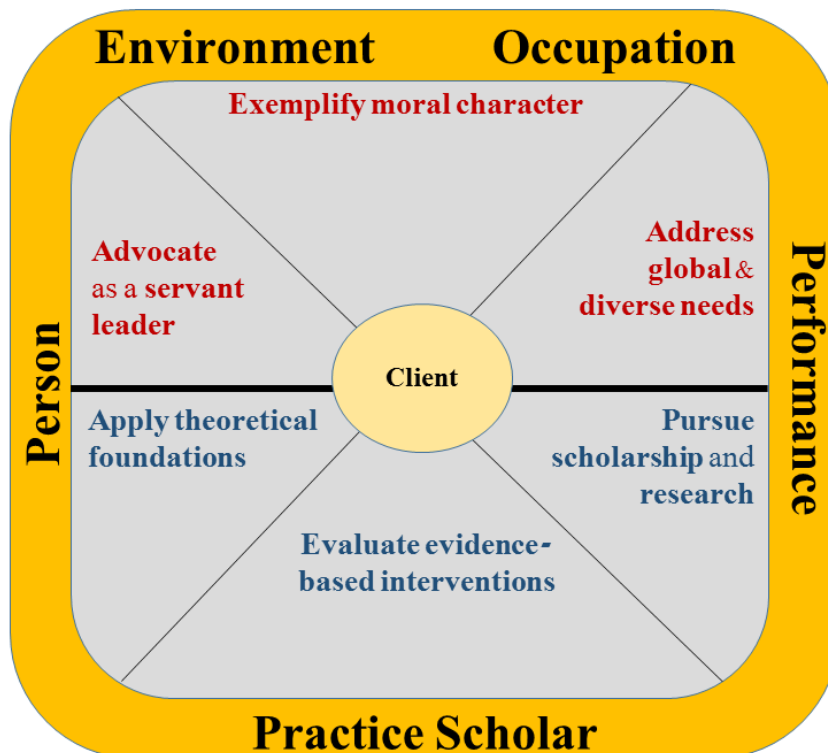 Environment
Occupation
Exemplify moral character
Advocate
as a servant
leader
Address
global &
diverse needs
Person
Performance
Client
Apply theoretical
foundations
Pursue
scholarship and
research
Evaluate evidence-
based interventions
Practice Scholar